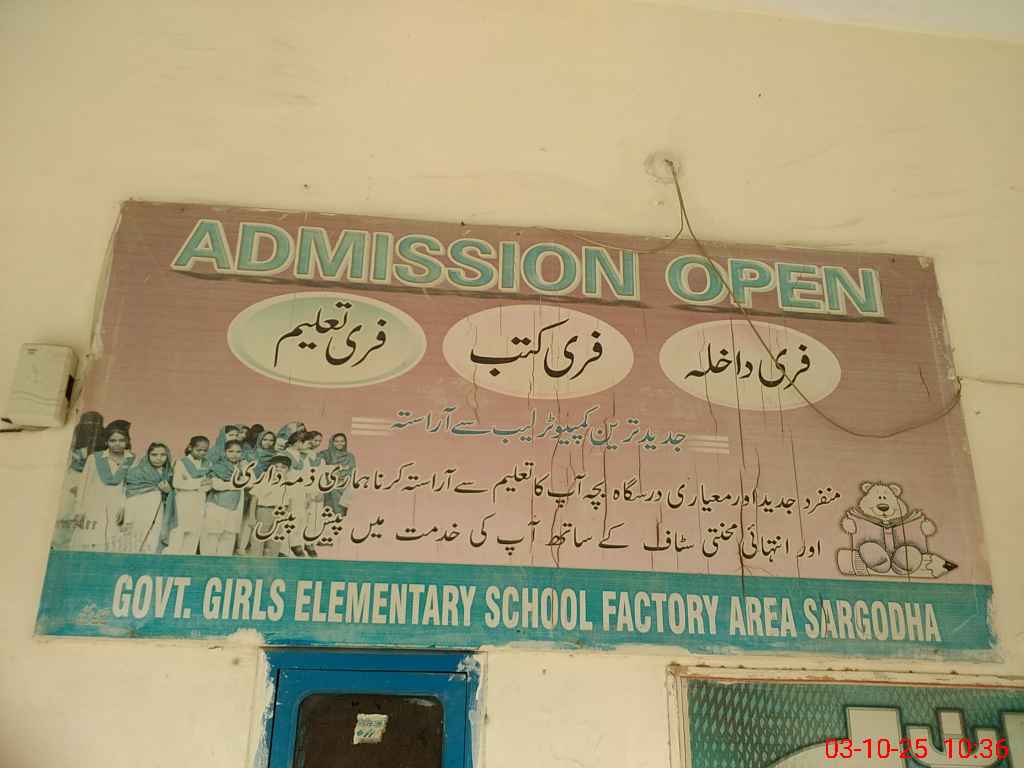 ADMISSION OPEN
فری داخلہ فری کتب فری تعلیم
جدید ترین کمپیوٹر لیب سے آراستہ
منفرد جدید اور معیاری درسگاہ بچہ آپ کا تعلیم سے آراستہ کرنا ہماری ذمہ داری
اور انتہائی محنتی سٹاف کے ساتھ آپ کی خدمت میں پیش پیش
GOVT. GIRLS ELEMENTARY SCHOOL FACTORY AREA SARGODHA
03-10-25 10:36